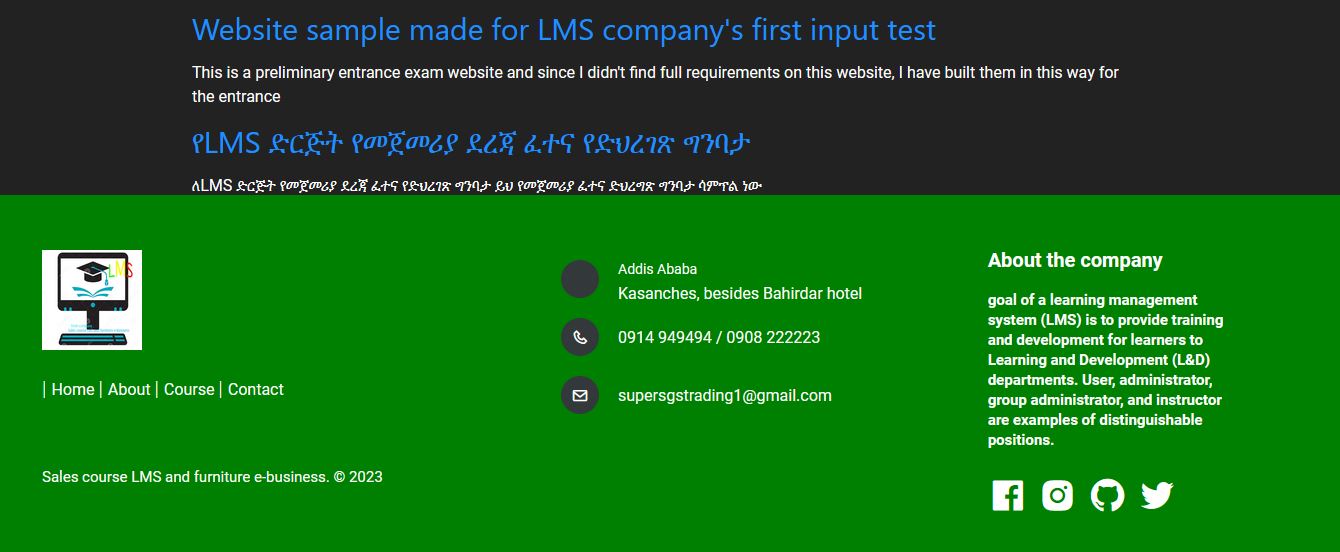 Website sample made for LMS company's first input test
This is a preliminary entrance exam website and since I didn't find full requirements on this website, I have built them in this way for
the entrance
የLMS ድርጅት የመጀመሪያ ደረጃ ፈተና የድህረገጽ ግንባታ
ለLMS ድርጅት የመጀመሪያ ደረጃ ፈተና የድህረገጽ ግንባታ ይህ የመጀመሪያ ፈተና ድህረግጽ ግንባታ ሳምፕል ነው
LMS
| Home | About | Course | Contact
Sales course LMS and furniture e-business. © 2023
Addis Ababa
Kasanches, besides Bahirdar hotel
0914 949494 / 0908 222223
supersgstrading1@gmail.com
About the company
goal of a learning management
system (LMS) is to provide training
and development for learners to
Learning and Development (L&D)
departments. User, administrator,
group administrator, and instructor
are examples of distinguishable
positions.